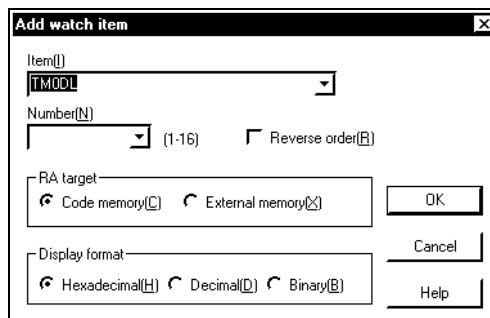 Add watch item
Item(I)
TMODL
Number(N)
(1-16) Reverse order(R)
RA target
Code memory(C) External memory(X)
OK
Display format
Cancel
Hexadecimal(H) Decimal(D) Binary(B)
Help